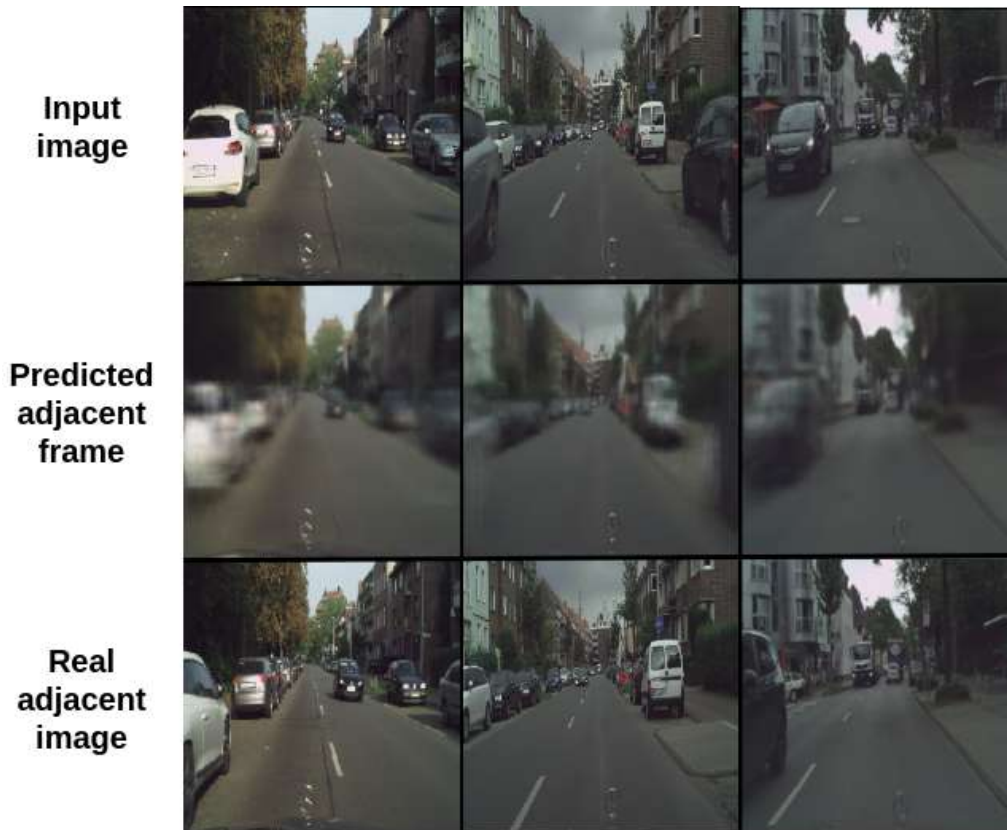 Input
image
Predicted
adjacent
frame
Real
adjacent
image